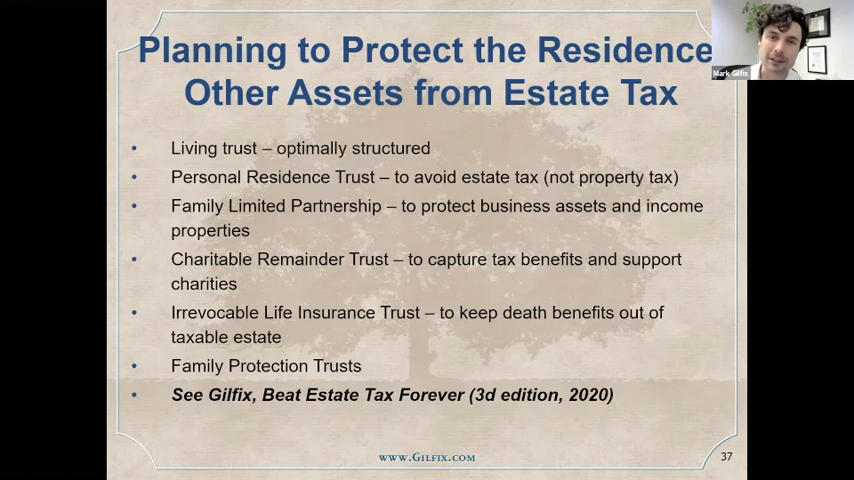 Planning to Protect the Residence
Other Assets from Estate Tax
Mark Gilfix
• Living trust – optimally structured
• Personal Residence Trust – to avoid estate tax (not property tax)
• Family Limited Partnership – to protect business assets and income
properties
• Charitable Remainder Trust – to capture tax benefits and support
charities
• Irrevocable Life Insurance Trust – to keep death benefits out of
taxable estate
• Family Protection Trusts
• See Gilfix, Beat Estate Tax Forever (3d edition, 2020)
www.Gilfix.com
37